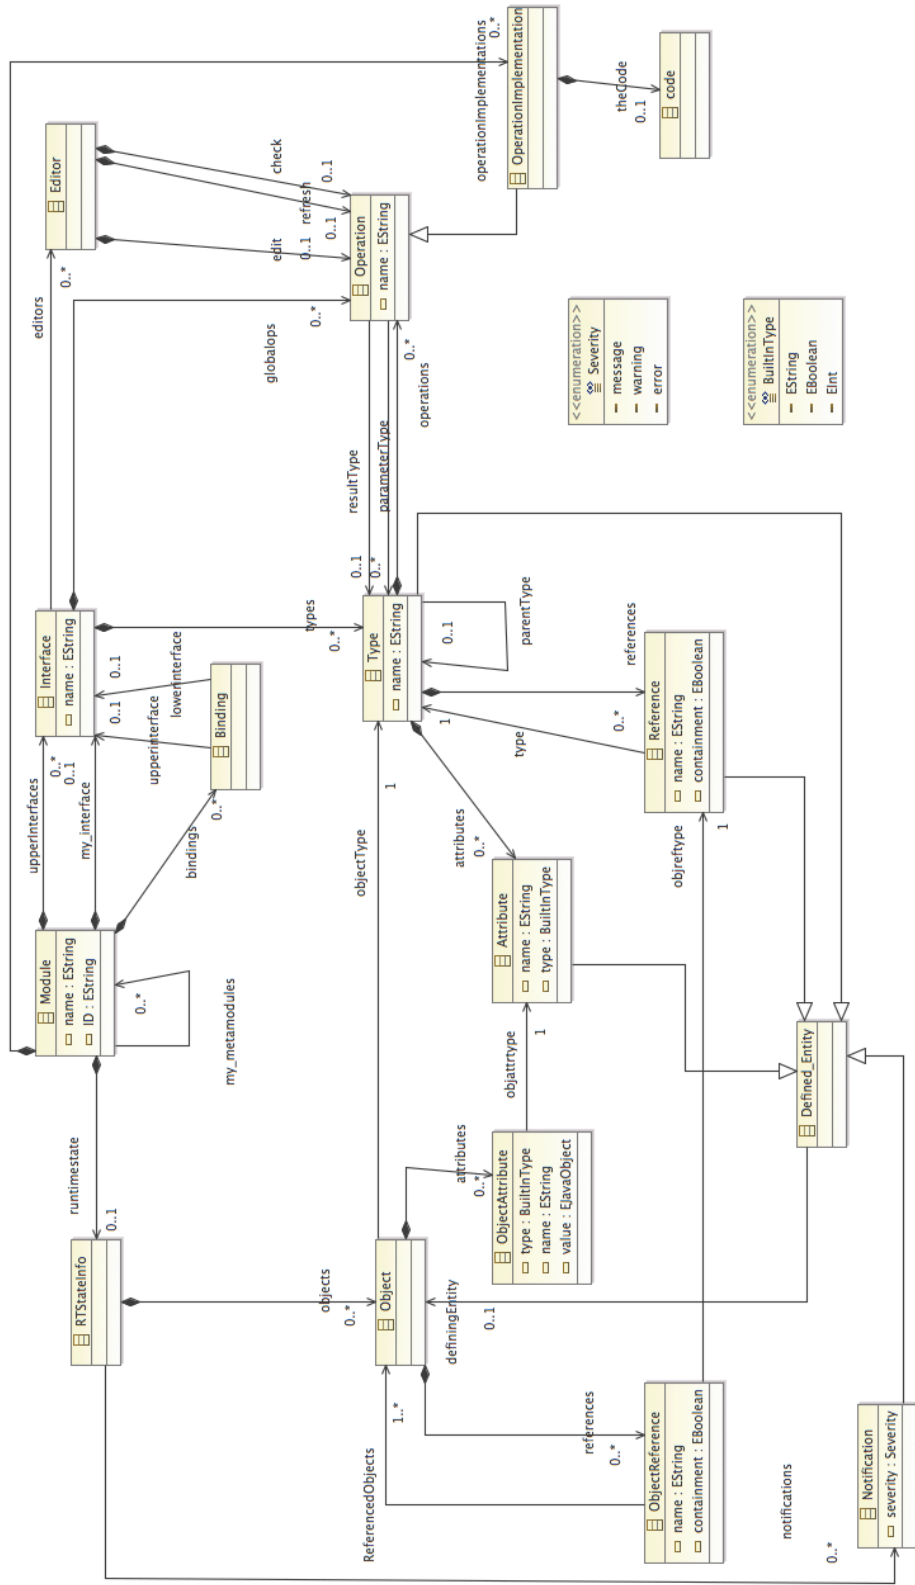 RTStateInfo
runtimestate
0..1
Module
name : EString
ID : EString
0..*
my_metamodules
upperInterfaces
0..*
0..1
my_interface
bindings
0..*
Interface
name : EString
0..1
0..1
upperinterface
lowerinterface
Binding
editors
0..*
Editor
globalops
0..*
edit
0..1
refresh
0..1
check
0..1
operationImplementations
0..*
OperationImplementation
theCode
0..1
code
objects
0..*
Object
objectType
1
types
0..*
Type
name : EString
0..1
parentType
resultType
0..1
parameterType
0..*
operations
0..*
Operation
name : EString
ReferencedObjects
1..*
references
0..*
definingEntity
0..1
attributes
0..*
ObjectAttribute
type : BuiltInType
name : EString
value : EJavaObject
objattrtype
1
Attribute
name : EString
type : BuiltInType
attributes
0..*
type
1
references
0..*
<<enumeration>>
Severity
message
warning
error
ObjectReference
name : EString
containment : EBoolean
objreftype
1
Reference
name : EString
containment : EBoolean
<<enumeration>>
BuiltInType
EString
EBoolean
EInt
notifications
0..*
Notification
severity : Severity
Defined_Entity